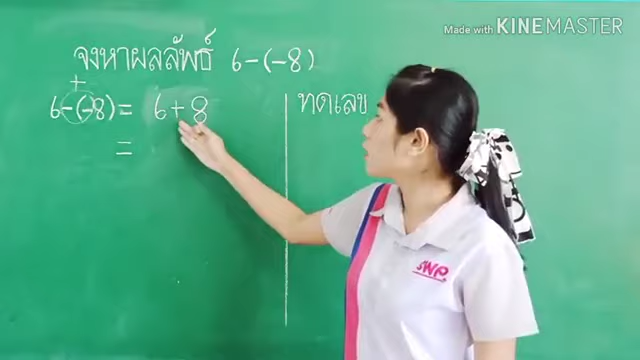 Made with KINEMASTER
จงหาผลลัพธ์ 6-(-8)
+
6-(-8) = 6+8
=
ทดเลข
SWP